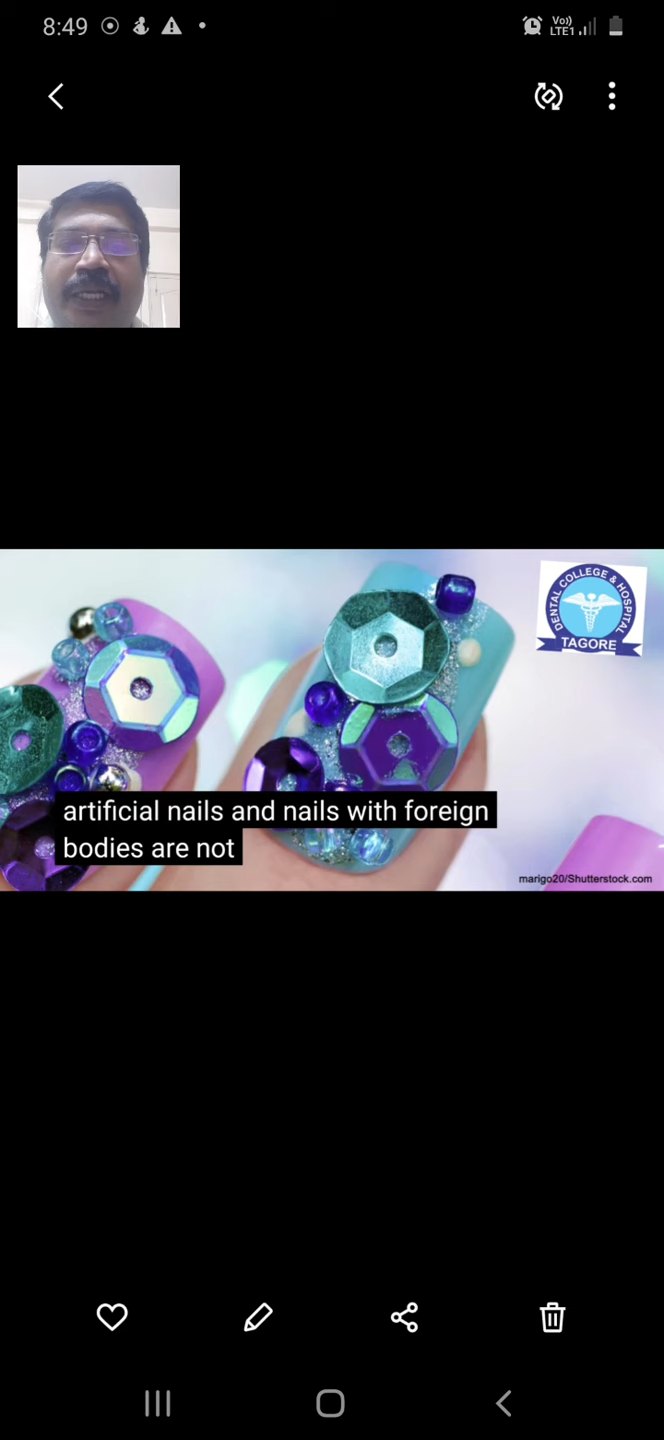 8:49
Vo))
LTE1
DENTAL COLLEGE & HOSPITAL
TAGORE
artificial nails and nails with foreign
bodies are not
marigo20/Shutterstock.com